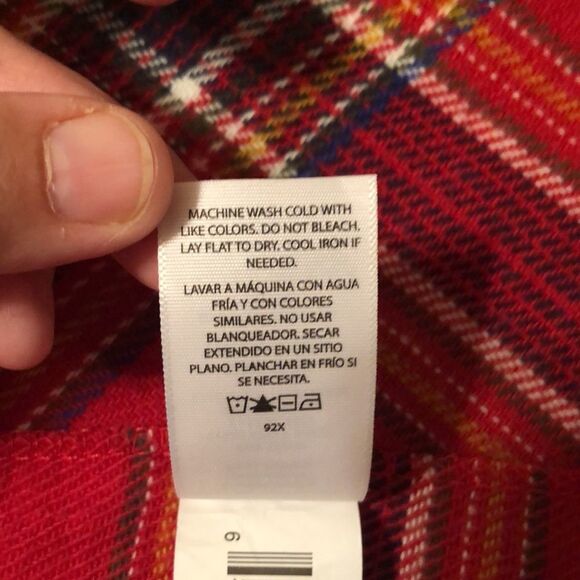 MACHINE WASH COLD WITH
LIKE COLORS. DO NOT BLEACH.
LAY FLAT TO DRY. COOL IRON IF
NEEDED.
LAVAR A MÁQUINA CON AGUA
FRÍA Y CON COLORES
SIMILARES. NO USAR
BLANQUEADOR. SECAR
EXTENDIDO EN UN SITIO
PLANO. PLANCHAR EN FRÍO SI
SE NECESITA.
92X
9